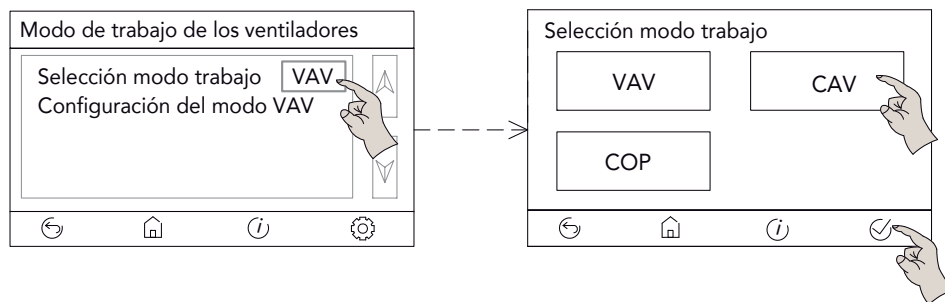 Modo de trabajo de los ventiladores
Selección modo trabajo VAV
Configuración del modo VAV
i
Selección modo trabajo
VAV CAV
COP
i